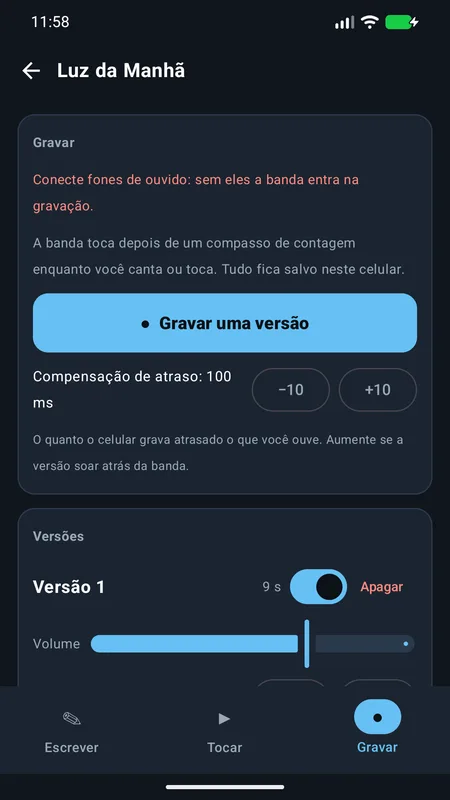 11:58
Luz da Manhã
Gravar
Conecte fones de ouvido: sem eles a banda entra na
gravação.
A banda toca depois de um compasso de contagem
enquanto você canta ou toca. Tudo fica salvo neste celular.
Gravar uma versão
Compensação de atraso: 100
ms
−10
+10
O quanto o celular grava atrasado o que você ouve. Aumente se a
versão soar atrás da banda.
Versões
Versão 1
9 s
Apagar
Volume
Escrever
Tocar
Gravar